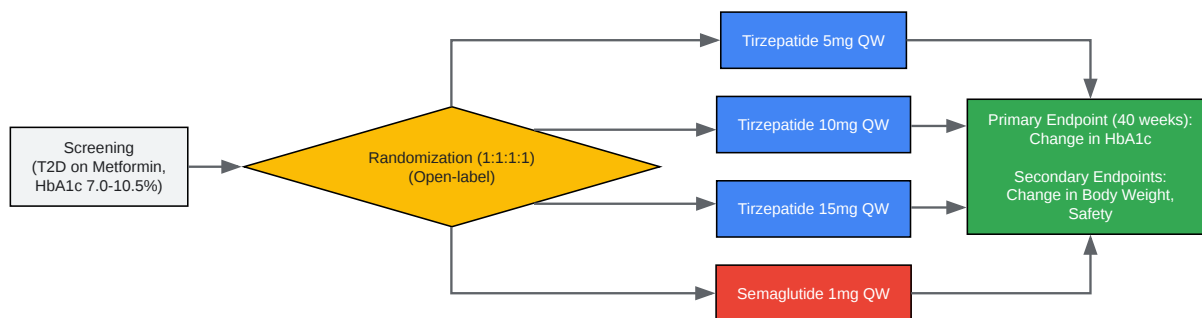 Screening
(T2D on Metformin,
HbA1c 7.0-10.5%)
Randomization (1:1:1:1)
(Open-label)
Tirzepatide 5mg QW
Tirzepatide 10mg QW
Tirzepatide 15mg QW
Semaglutide 1mg QW
Primary Endpoint (40 weeks):
Change in HbA1c
Secondary Endpoints:
Change in Body Weight,
Safety